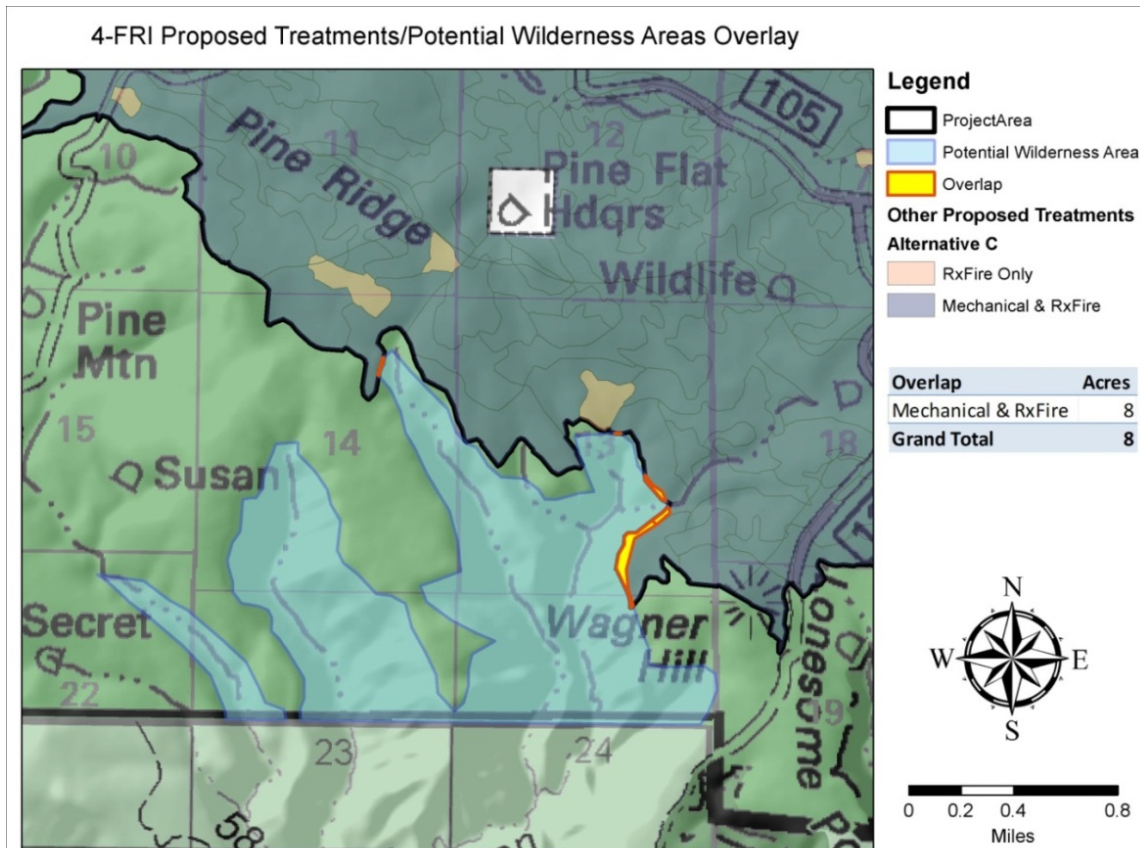 4-FRI Proposed Treatments/Potential Wilderness Areas Overlay
105
10
11
12
Pine Ridge
Pine Flat
Hdqrs
Wildlife
Pine
Mtn
15
14
13
18
Susan
Secret
22
Wagner
Hill
23
24
19
58
Legend
ProjectArea
Potential Wilderness Area
Overlap
Other Proposed Treatments
Alternative C
RxFire Only
Mechanical & RxFire
Overlap Acres
Mechanical & RxFire 8
Grand Total 8
N
W E
S
0 0.2 0.4 0.8
Miles